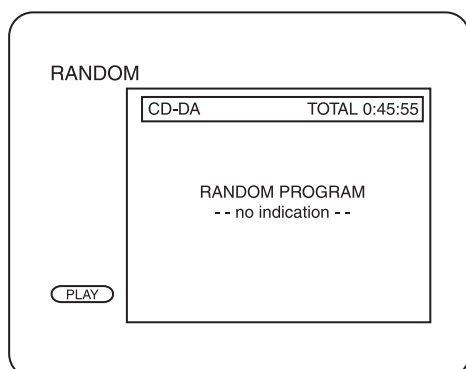 RANDOM
CD-DA TOTAL 0:45:55
RANDOM PROGRAM
- - no indication - -
PLAY